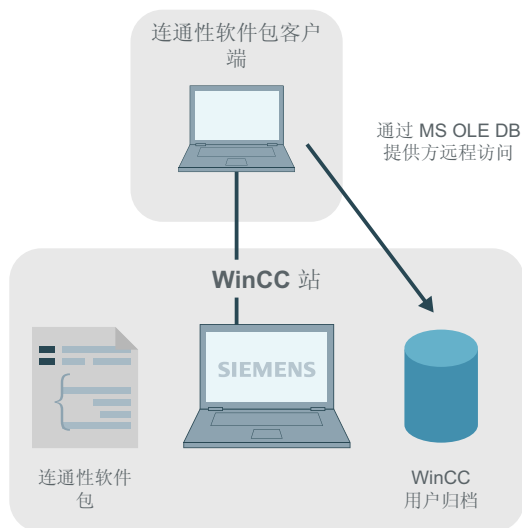 连通性软件包客户
端
通过 MS OLE DB
提供方远程访问
WinCC 站
SIEMENS
连通性软件
包
WinCC
用户归档